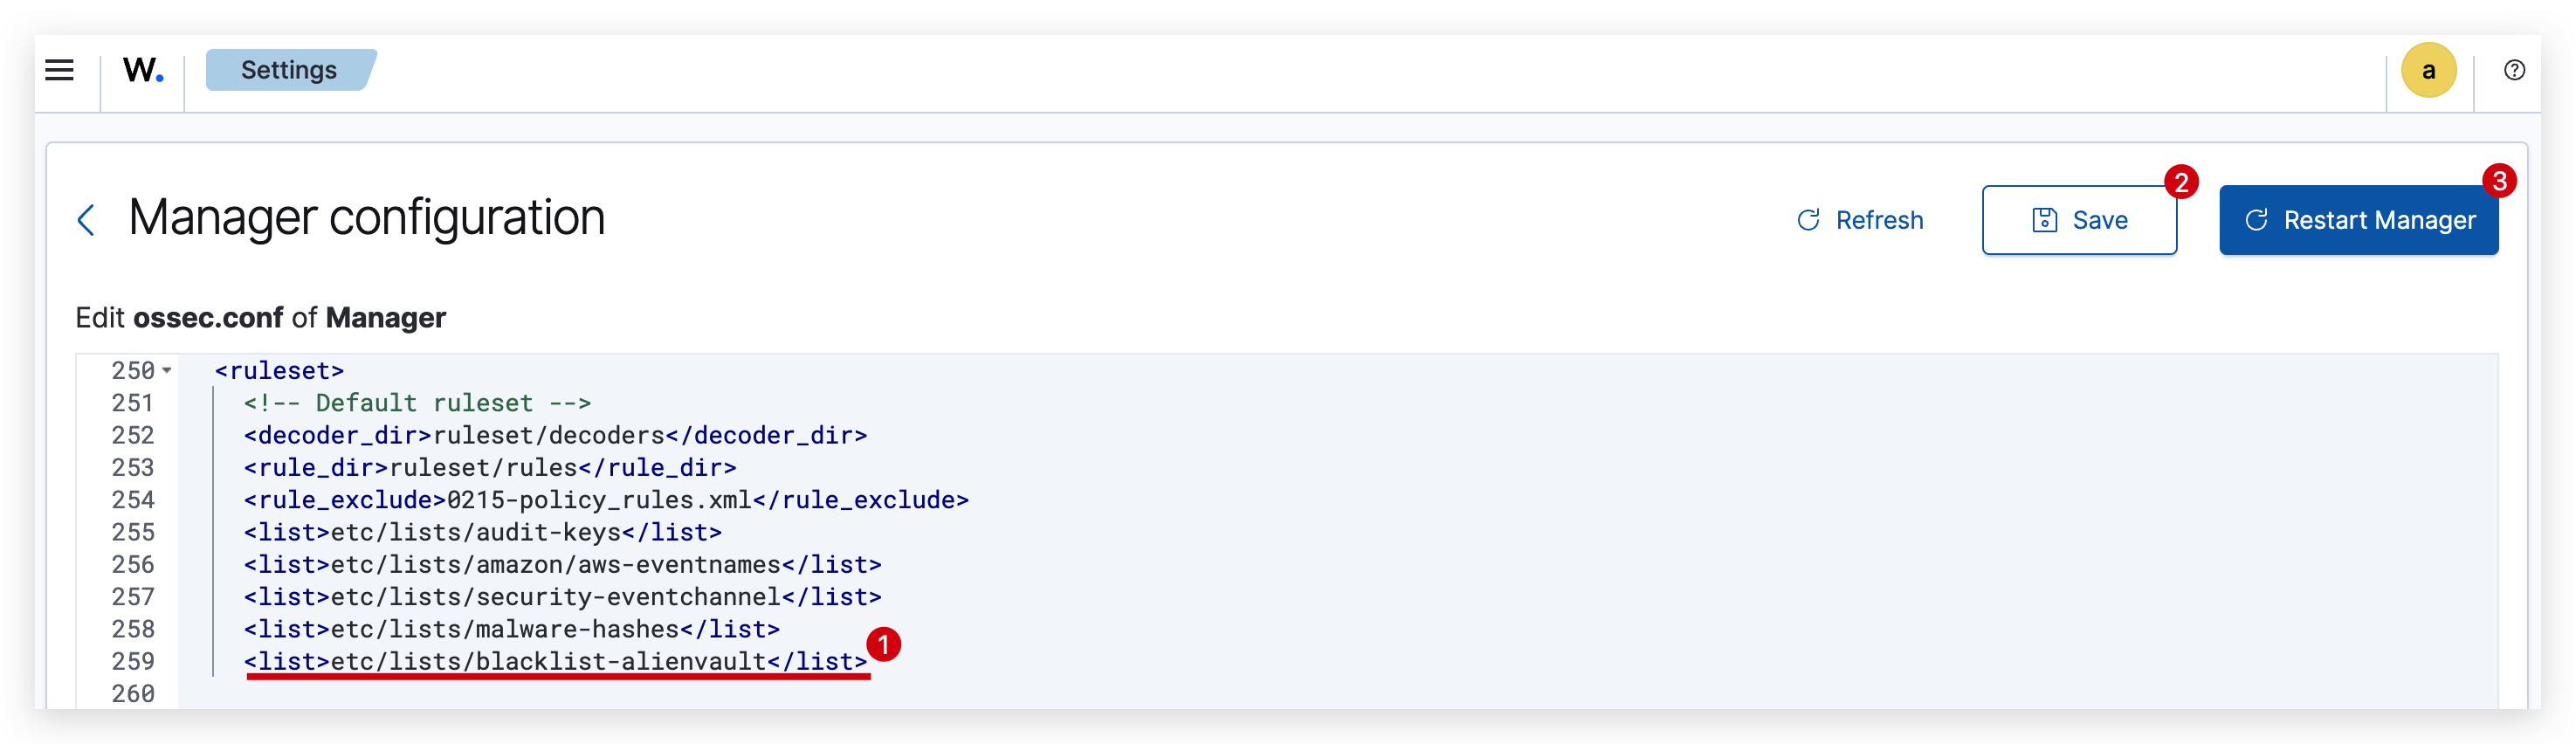 W. Settings a ?
2 3
Manager configuration Refresh Save Restart Manager
Edit ossec.conf of Manager
250 <ruleset>
251 <!-- Default ruleset -->
252 <decoder_dir>ruleset/decoders</decoder_dir>
253 <rule_dir>ruleset/rules</rule_dir>
254 <rule_exclude>0215-policy_rules.xml</rule_exclude>
255 <list>etc/lists/audit-keys</list>
256 <list>etc/lists/amazon/aws-eventnames</list>
257 <list>etc/lists/security-eventchannel</list>
258 <list>etc/lists/malware-hashes</list>
259 <list>etc/lists/blacklist-alienvault</list> 1
260